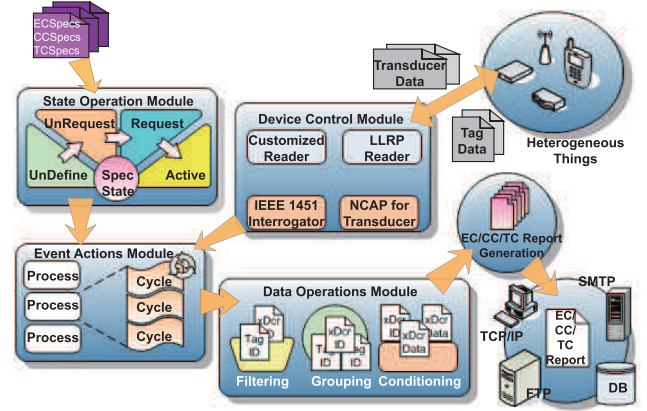 ECSpecs
CCSpecs
TCSpecs
State Operation Module
UnRequest
Request
UnDefine
Spec
State
Active
Transducer
Data
Tag
Data
Heterogeneous
Things
Device Control Module
Customized
Reader
LLRP
Reader
IEEE 1451
Interrogator
NCAP for
Transducer
Event Actions Module
Process
Process
Process
Cycle
Cycle
Cycle
Data Operations Module
xDcr
ID
Tag
ID
Filtering
xDcr
ID
Tag
ID
Tag
ID
Grouping
xDcr
Data
xDcr
Data
xDcr
Data
Conditioning
EC/CC/TC Report
Generation
SMTP
TCP/IP
EC/
CC/
TC
Report
FTP
DB